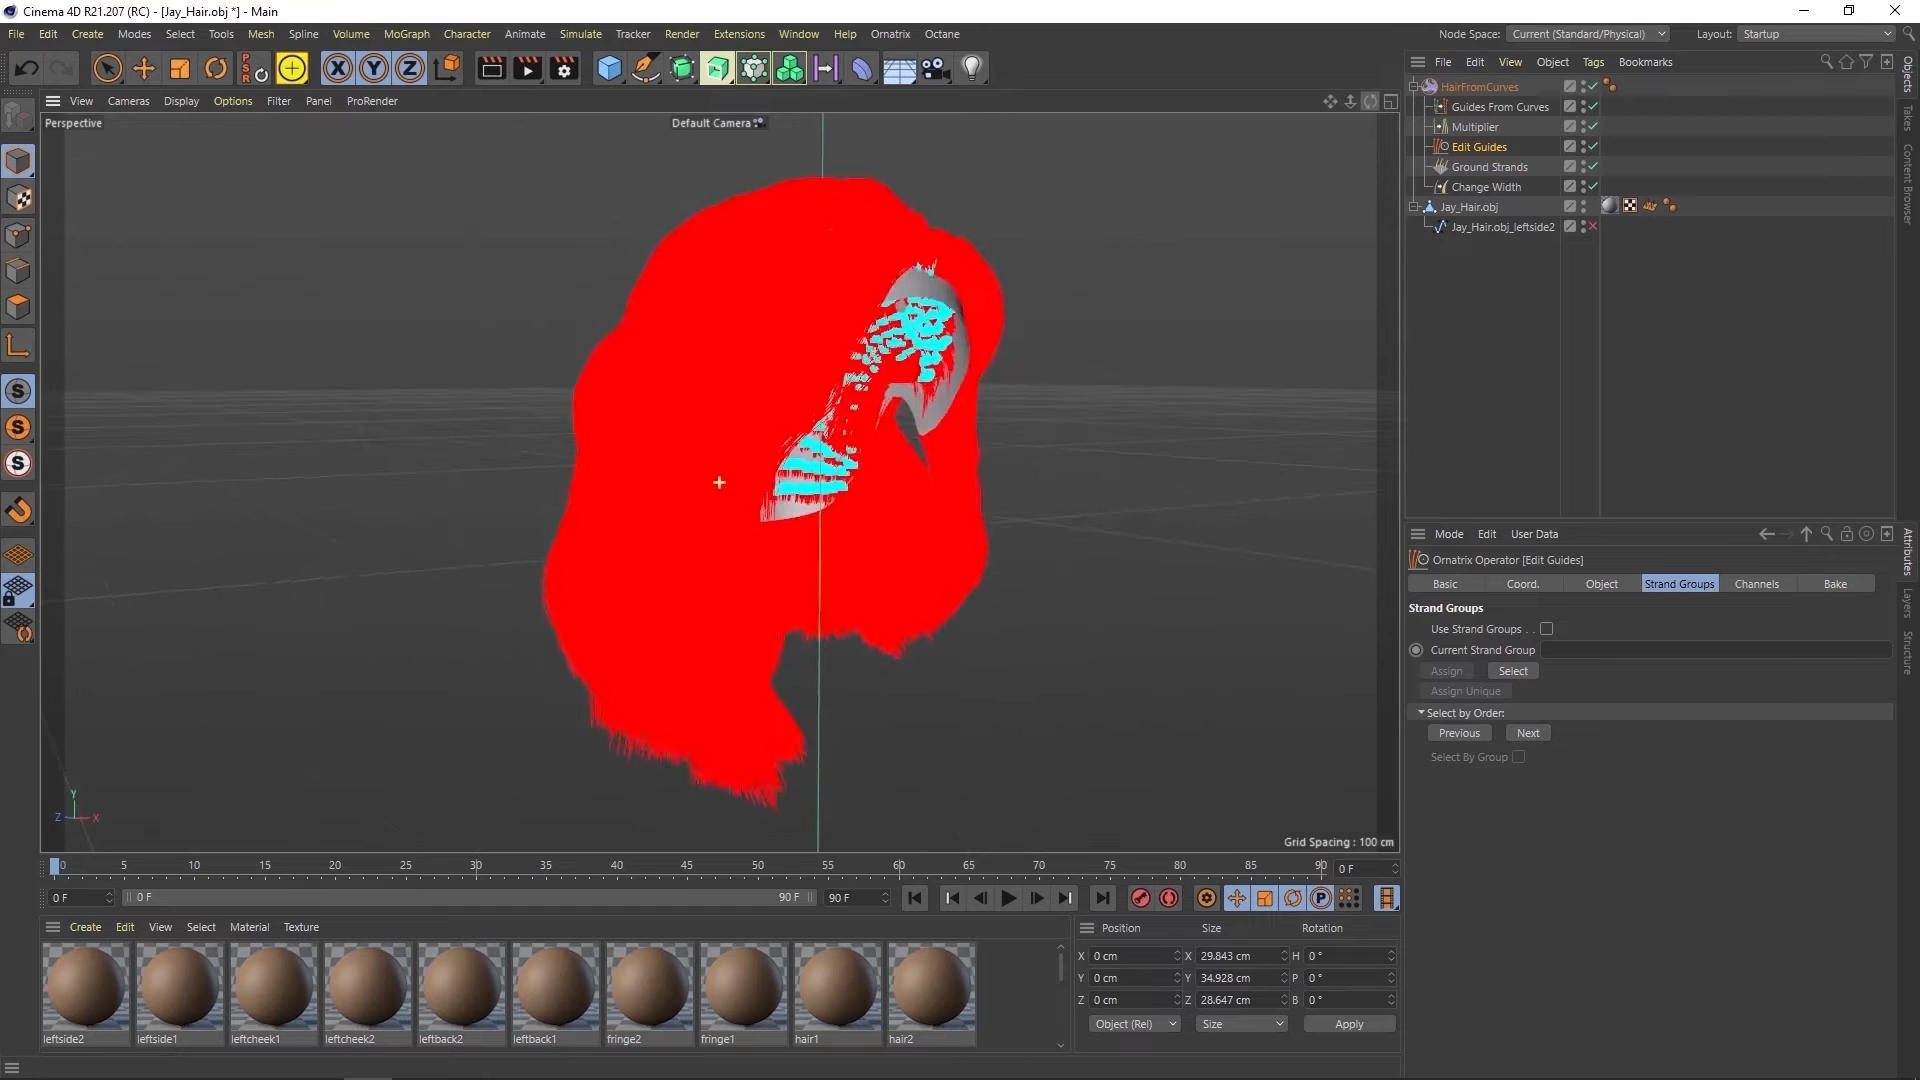 Cinema 4D R21.207 (RC) - [Jay_Hair.obj *] - Main
File Edit Create Modes Select Tools Mesh Spline Volume MoGraph Character Animate Simulate Tracker Render Extensions Window Help Ornatrix Octane
Node Space: Current (Standard/Physical) Layout: Startup
PSR X Y Z
File Edit View Object Tags Bookmarks
View Cameras Display Options Filter Panel ProRender
Perspective
Default Camera
HairFromCurves
Guides From Curves
Multiplier
Edit Guides
Ground Strands
Change Width
Jay_Hair.obj
Jay_Hair.obj_leftside2
Objects
Takes
Content Browser
S
S
S
Mode Edit User Data
Ornatrix Operator [Edit Guides]
Basic Coord. Object Strand Groups Channels Bake
Strand Groups
Use Strand Groups . .
Current Strand Group
Assign Select
Assign Unique
Select by Order:
Previous Next
Select By Group
Attributes
Layers
Structure
Y
Z X
Grid Spacing : 100 cm
0 5 10 15 20 25 30 35 40 45 50 55 60 65 70 75 80 85 90 0 F
0 F 0 F 90 F 90 F P
Create Edit View Select Material Texture
leftside2 leftside1 leftcheek1 leftcheek2 leftback2 leftback1 fringe2 fringe1 hair1 hair2
Position Size Rotation
X 0 cm X 29.843 cm H 0 °
Y 0 cm Y 34.928 cm P 0 °
Z 0 cm Z 28.647 cm B 0 °
Object (Rel) Size Apply